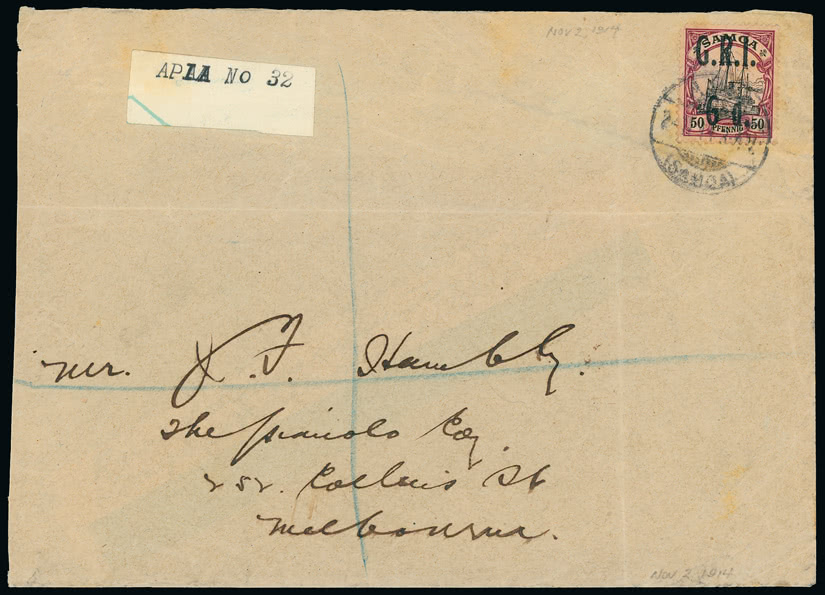 NOV 2, 1914
APIA No 32
SAMOA
G.R.I.
6 d.
50 PFENNIG 50
(SAMOA)
Mr. F. Hambly.
The Pianola Coy.
252. Collins St
Melbourne.
NOV 2 1914